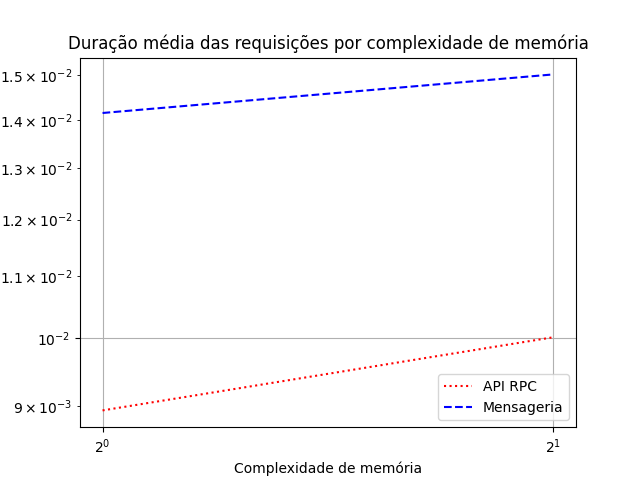 Duração média das requisições por complexidade de memória
1.5 × 10⁻²
1.4 × 10⁻²
1.3 × 10⁻²
1.2 × 10⁻²
1.1 × 10⁻²
10⁻²
9 × 10⁻³
API RPC
Mensageria
2⁰ 2¹
Complexidade de memória